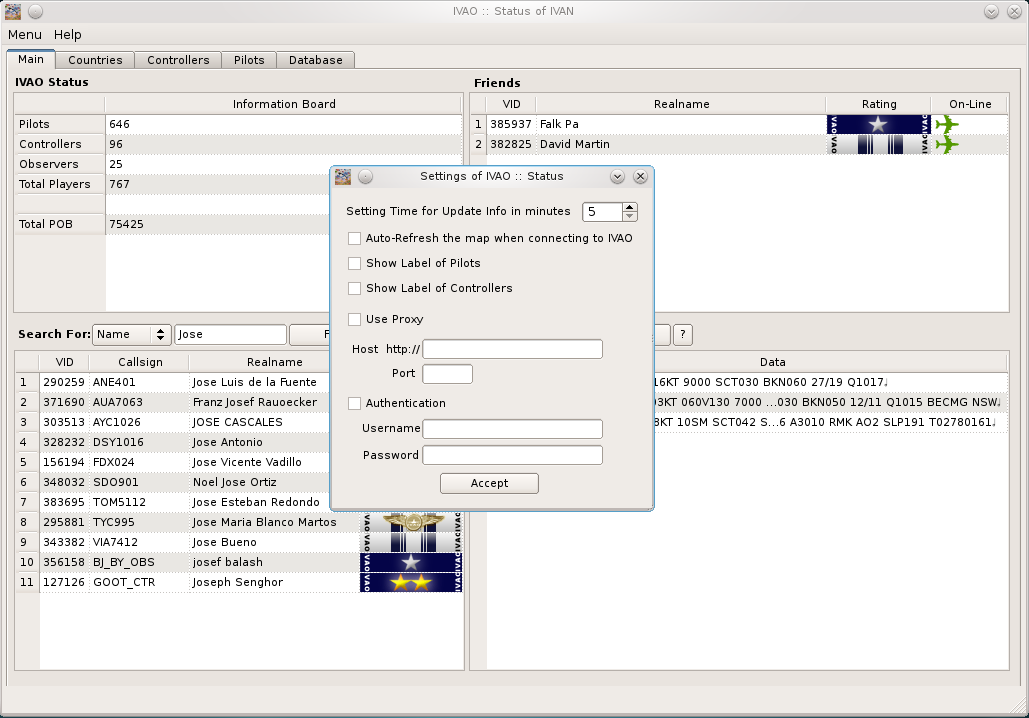 IVAO :: Status of IVAN
Menu Help
Main Countries Controllers Pilots Database
IVAO Status
Information Board
Pilots 646
Controllers 96
Observers 25
Total Players 767
Total POB 75425
Friends
VID Realname Rating On-Line
1 385937 Falk Pa
2 382825 David Martin
Settings of IVAO :: Status
Setting Time for Update Info in minutes 5
Auto-Refresh the map when connecting to IVAO
Show Label of Pilots
Show Label of Controllers
Use Proxy
Host http://
Port
Authentication
Username
Password
Accept
Search For: Name Jose F ?
VID Callsign Realname
1 290259 ANE401 Jose Luis de la Fuente
2 371690 AUA7063 Franz Josef Rauoecker
3 303513 AYC1026 JOSE CASCALES
4 328232 DSY1016 Jose Antonio
5 156194 FDX024 Jose Vicente Vadillo
6 348032 SDO901 Noel Jose Ortiz
7 383695 TOM5112 Jose Esteban Redondo
8 295881 TYC995 Jose Maria Blanco Martos
9 343382 VIA7412 Jose Bueno
10 356158 BJ_BY_OBS josef balash
11 127126 GOOT_CTR Joseph Senghor
Data
16KT 9000 SCT030 BKN060 27/19 Q1017
03KT 060V130 7000 ...030 BKN050 12/11 Q1015 BECMG NSW
8KT 10SM SCT042 S...6 A3010 RMK AO2 SLP191 T02780161